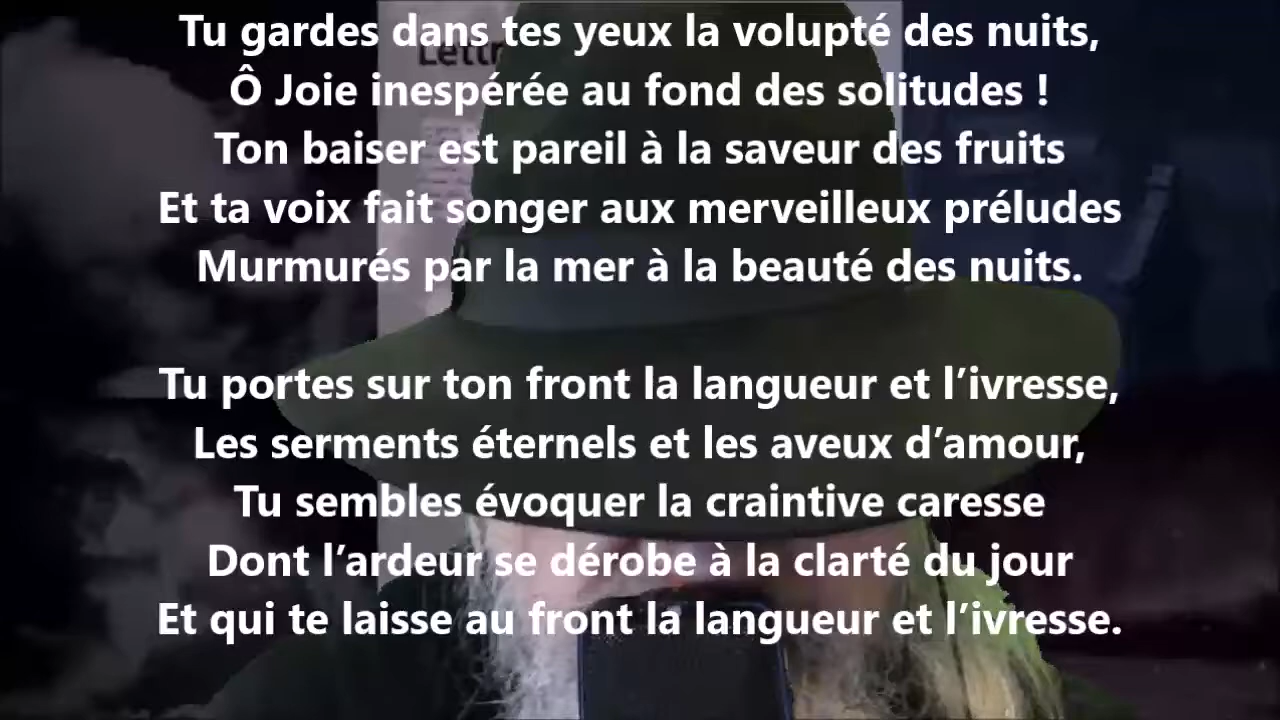 Lettr
Tu gardes dans tes yeux la volupté des nuits,
Ô Joie inespérée au fond des solitudes !
Ton baiser est pareil à la saveur des fruits
Et ta voix fait songer aux merveilleux préludes
Murmurés par la mer à la beauté des nuits.
Tu portes sur ton front la langueur et l’ivresse,
Les serments éternels et les aveux d’amour,
Tu sembles évoquer la craintive caresse
Dont l’ardeur se dérobe à la clarté du jour
Et qui te laisse au front la langueur et l’ivresse.